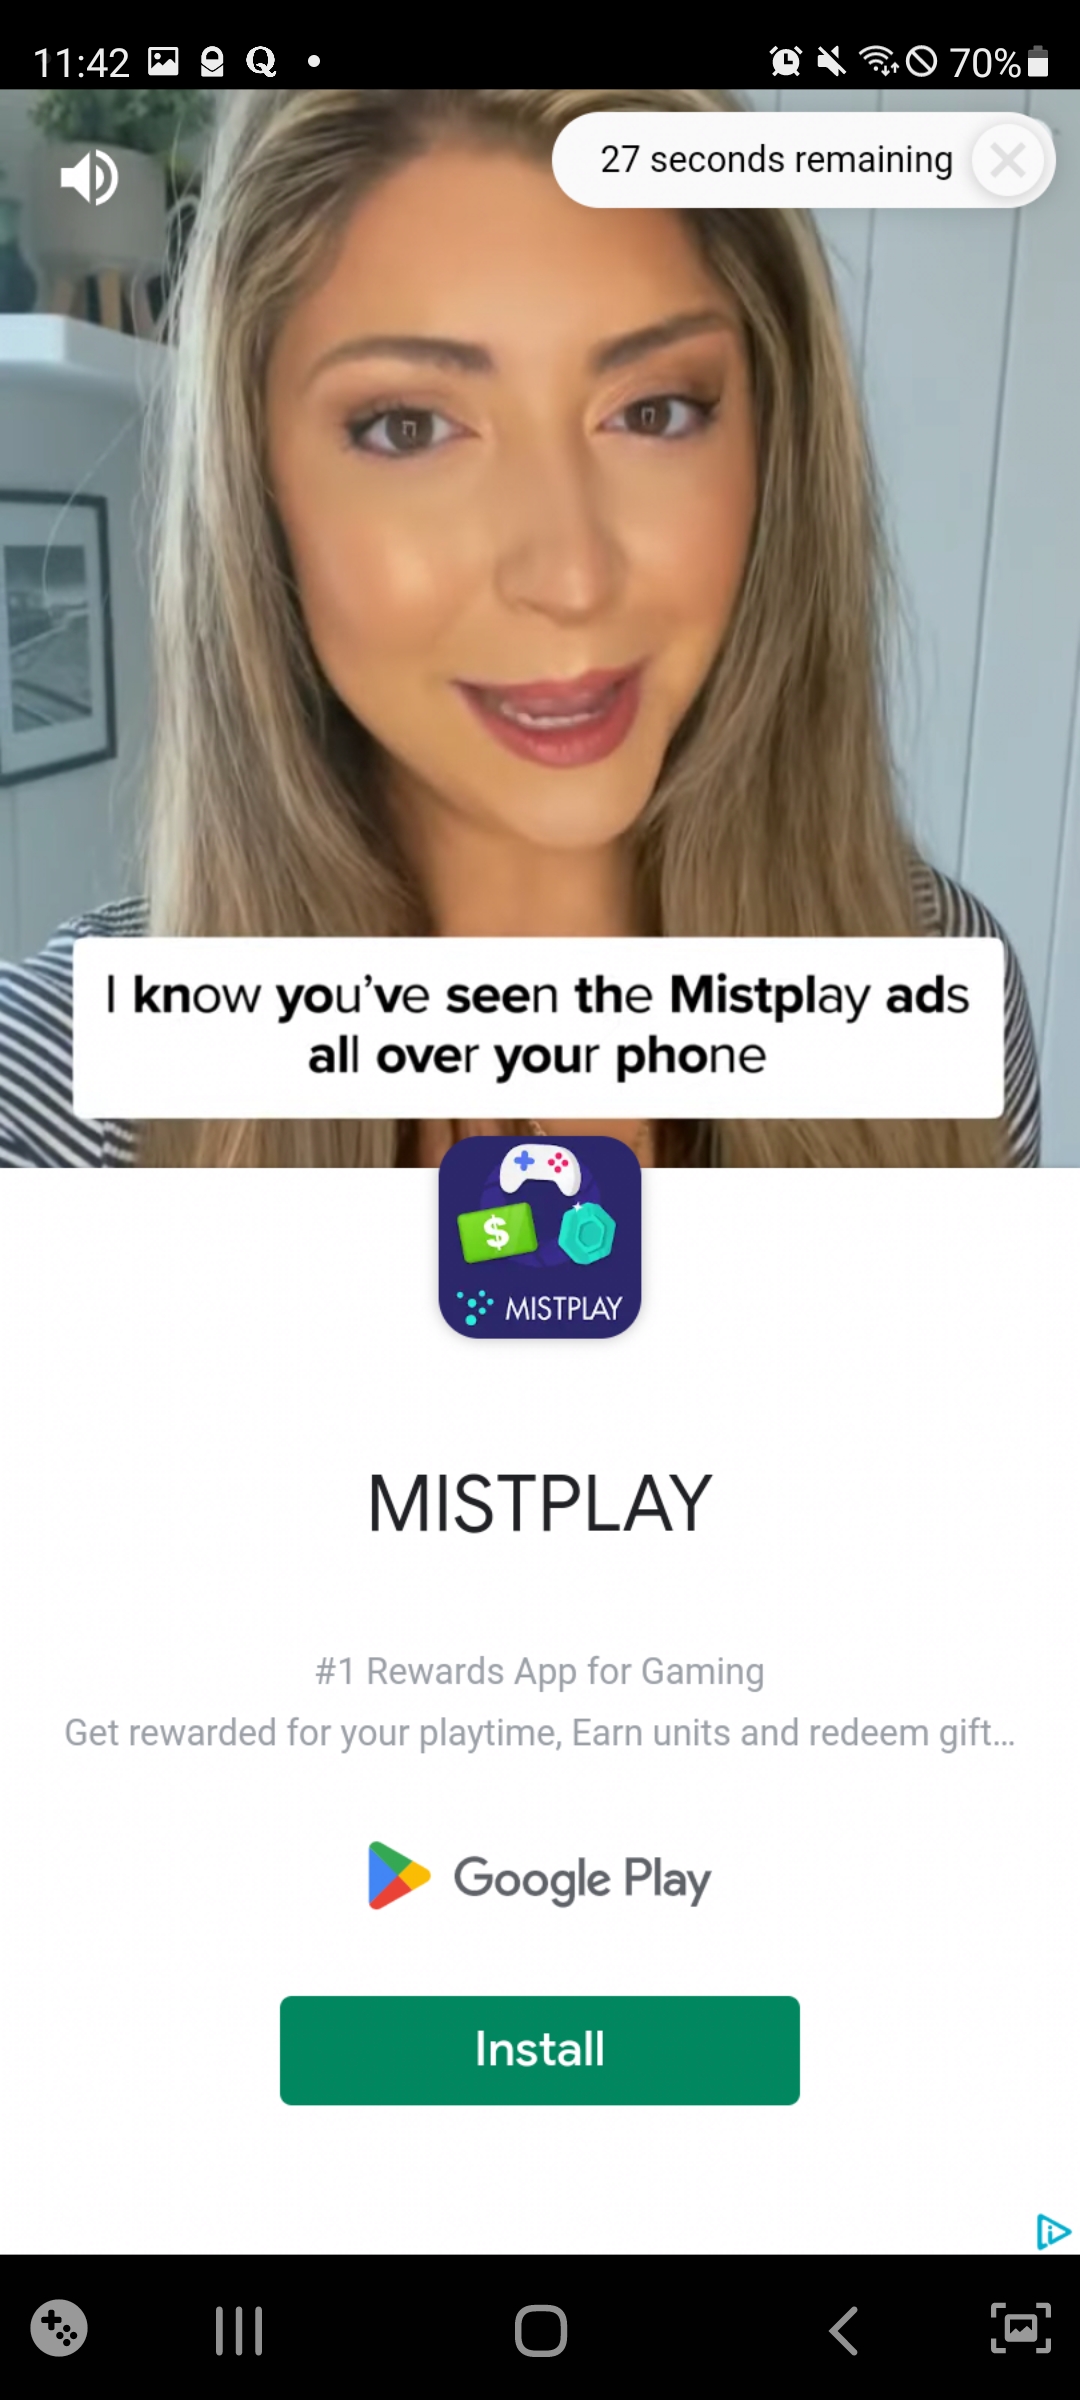 11:42
70%
27 seconds remaining
I know you've seen the Mistplay ads
all over your phone
$
MISTPLAY
MISTPLAY
#1 Rewards App for Gaming
Get rewarded for your playtime, Earn units and redeem gift...
Google Play
Install